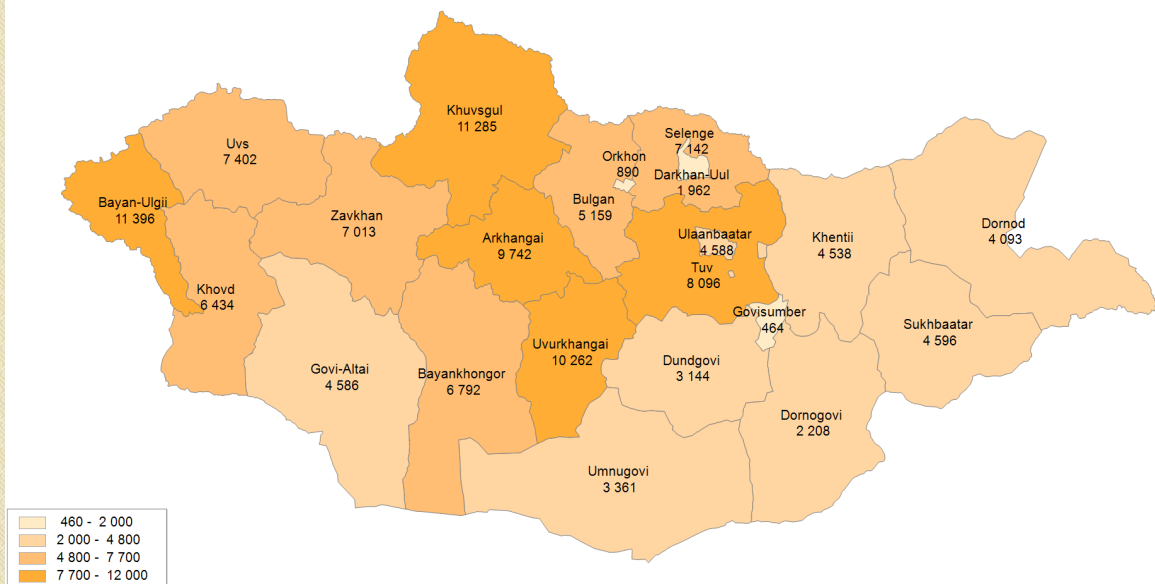 Khuvsgul
11 285
Uvs
7 402
Selenge
7 142
Orkhon
890
Darkhan-Uul
1 962
Bayan-Ulgii
11 396
Bulgan
5 159
Zavkhan
7 013
Dornod
4 093
Arkhangai
9 742
Ulaanbaatar
4 588
Khentii
4 538
Tuv
8 096
Khovd
6 434
Govisumber
464
Sukhbaatar
4 596
Uvurkhangai
10 262
Dundgovi
3 144
Govi-Altai
4 586
Bayankhongor
6 792
Dornogovi
2 208
Umnugovi
3 361
460 - 2 000
2 000 - 4 800
4 800 - 7 700
7 700 - 12 000